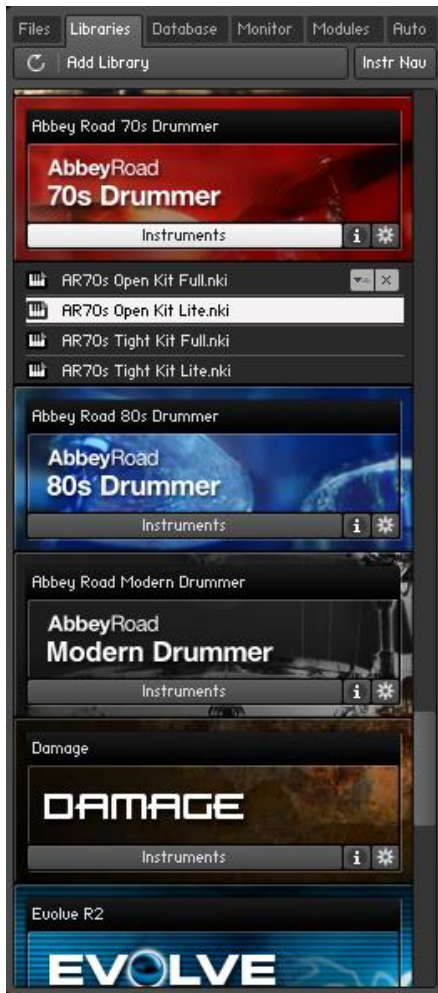 Files Libraries Database Monitor Modules Auto
Add Library Instr Nav
Abbey Road 70s Drummer
AbbeyRoad
70s Drummer
Instruments i
AR70s Open Kit Full.nki
AR70s Open Kit Lite.nki
AR70s Tight Kit Full.nki
AR70s Tight Kit Lite.nki
Abbey Road 80s Drummer
AbbeyRoad
80s Drummer
Instruments i
Abbey Road Modern Drummer
AbbeyRoad
Modern Drummer
Instruments i
Damage
DAMAGE
Instruments i
Evolve R2
EVOLVE